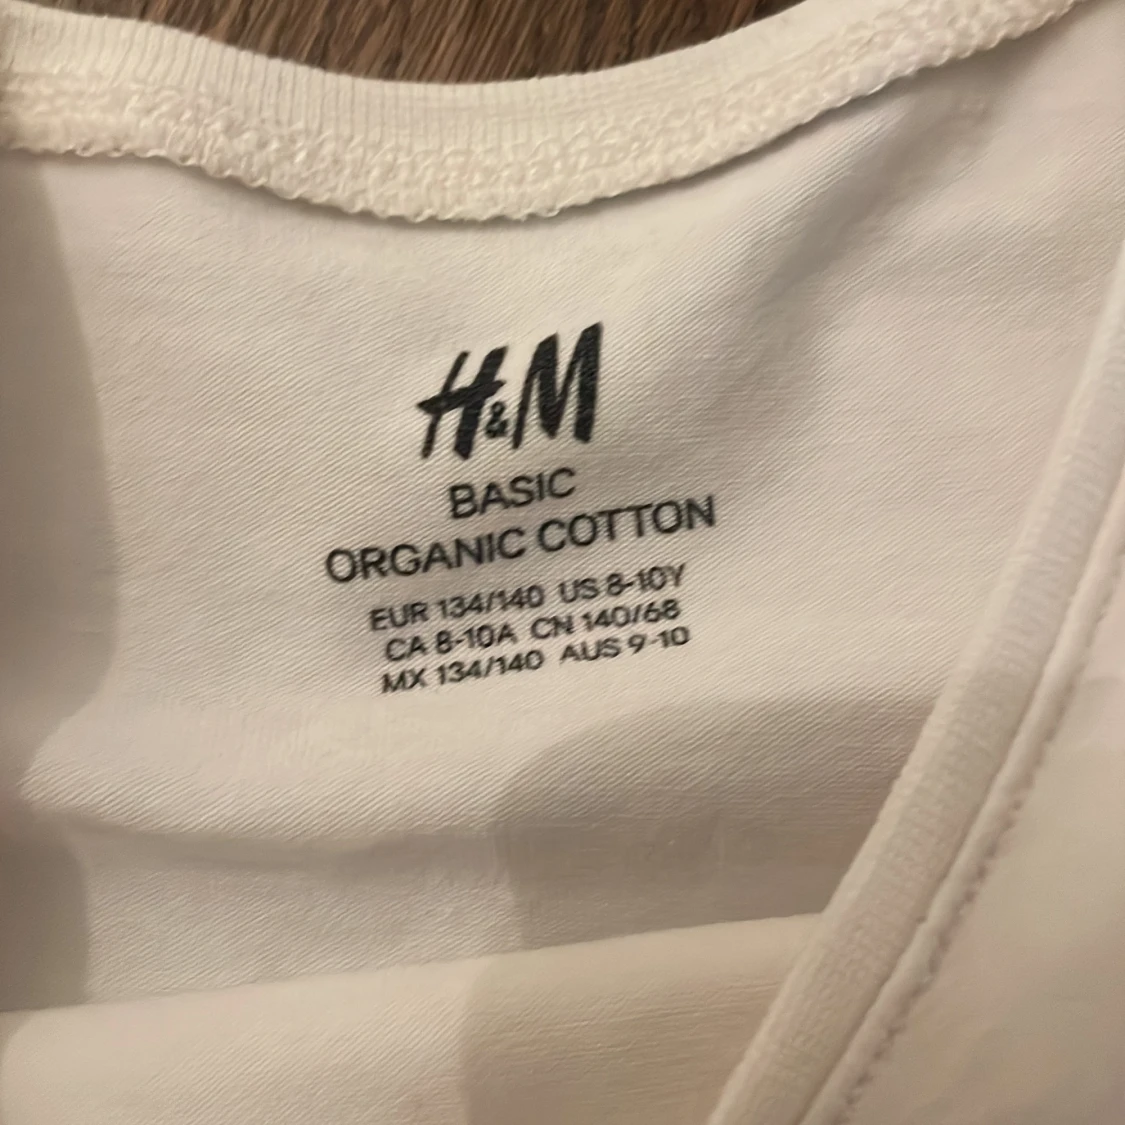 H&M
BASIC
ORGANIC COTTON
EUR 134/140 US 8-10Y
CA 8-10A CN 140/68
MX 134/140 AUS 9-10